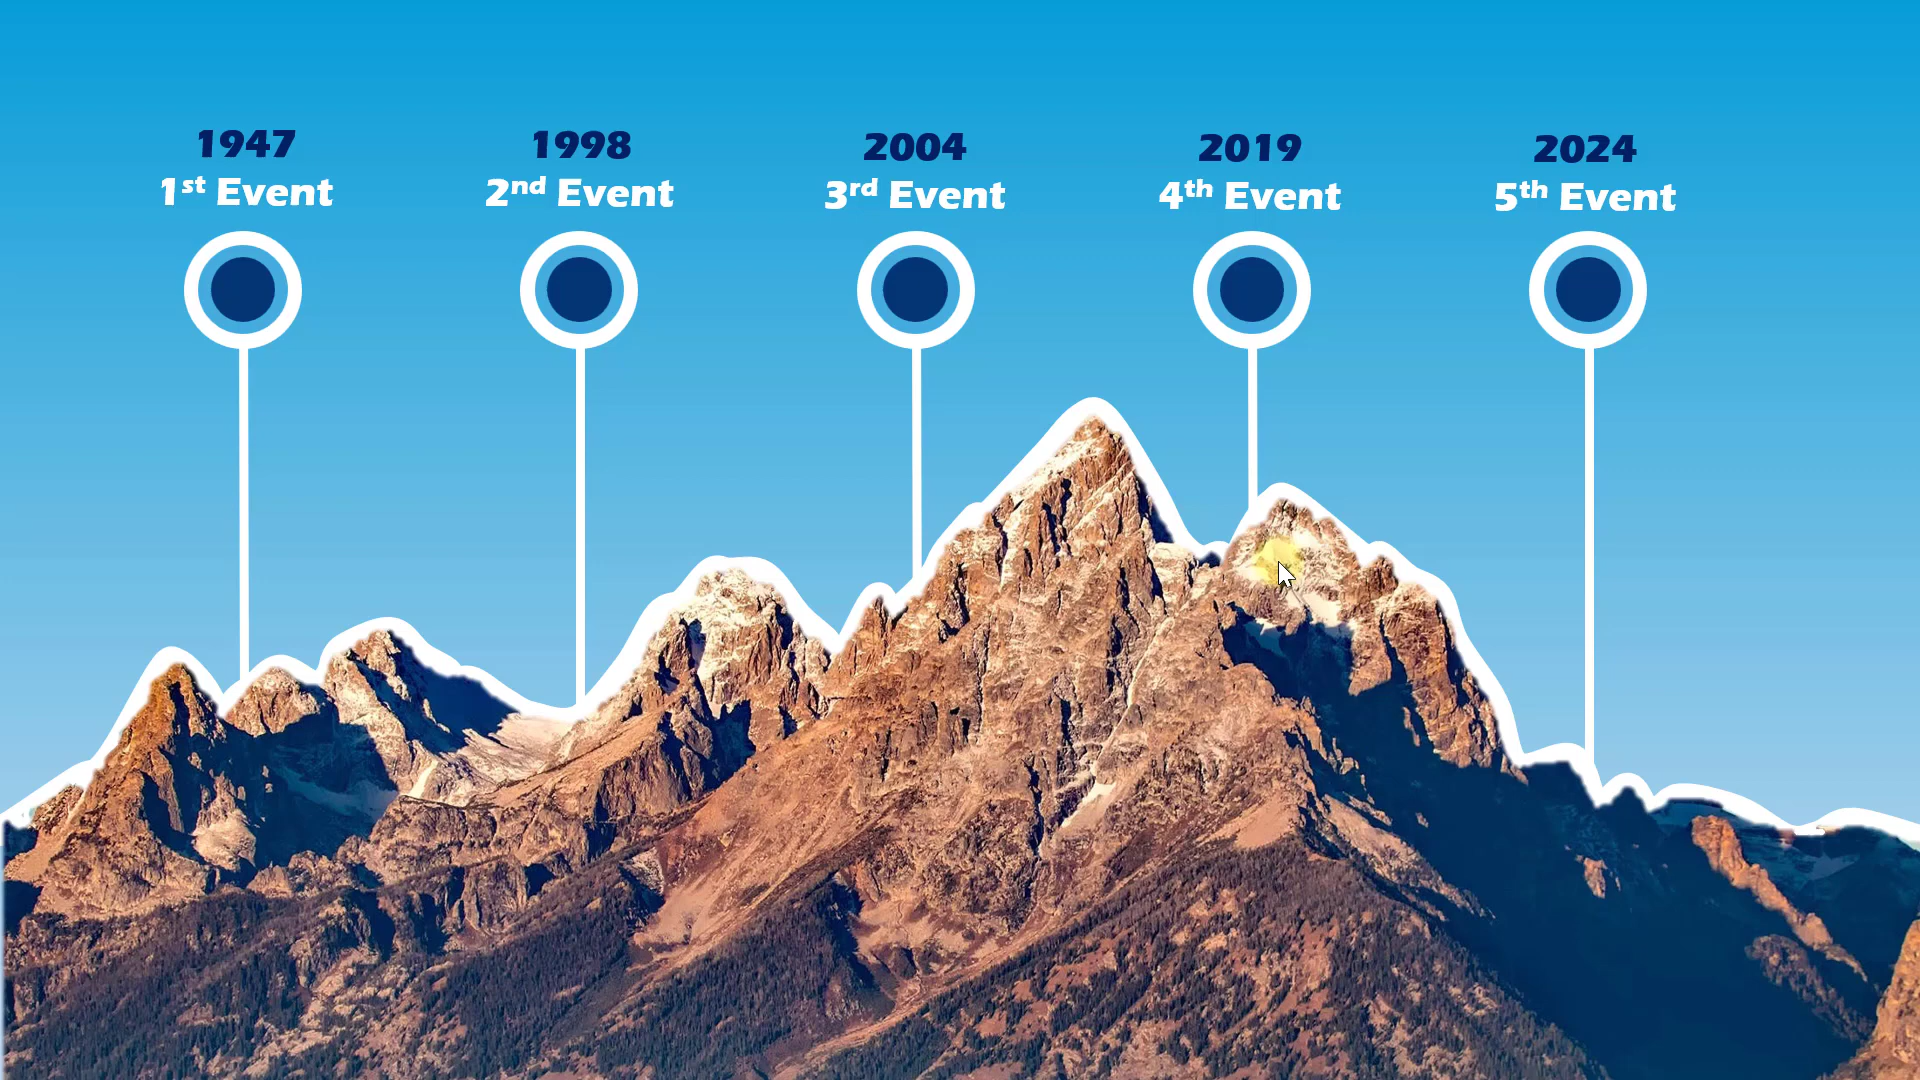 1947
1st Event
1998
2nd Event
2004
3rd Event
2019
4th Event
2024
5th Event